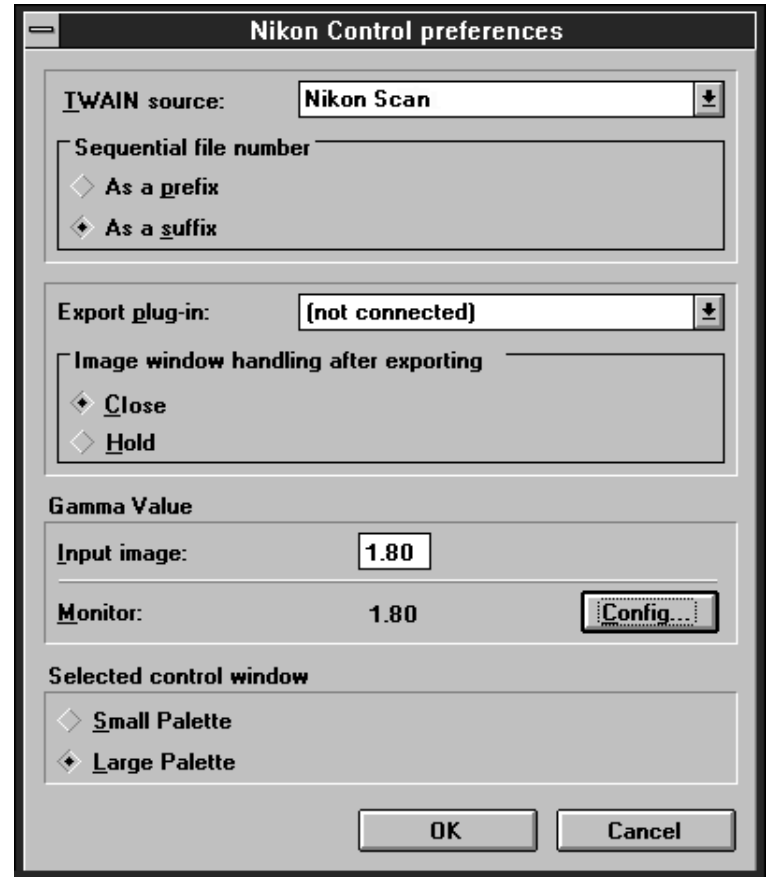 Nikon Control preferences
TWAIN source: Nikon Scan
Sequential file number
As a prefix
As a suffix
Export plug-in: (not connected)
Image window handling after exporting
Close
Hold
Gamma Value
Input image: 1.80
Monitor: 1.80 Config...
Selected control window
Small Palette
Large Palette
OK Cancel